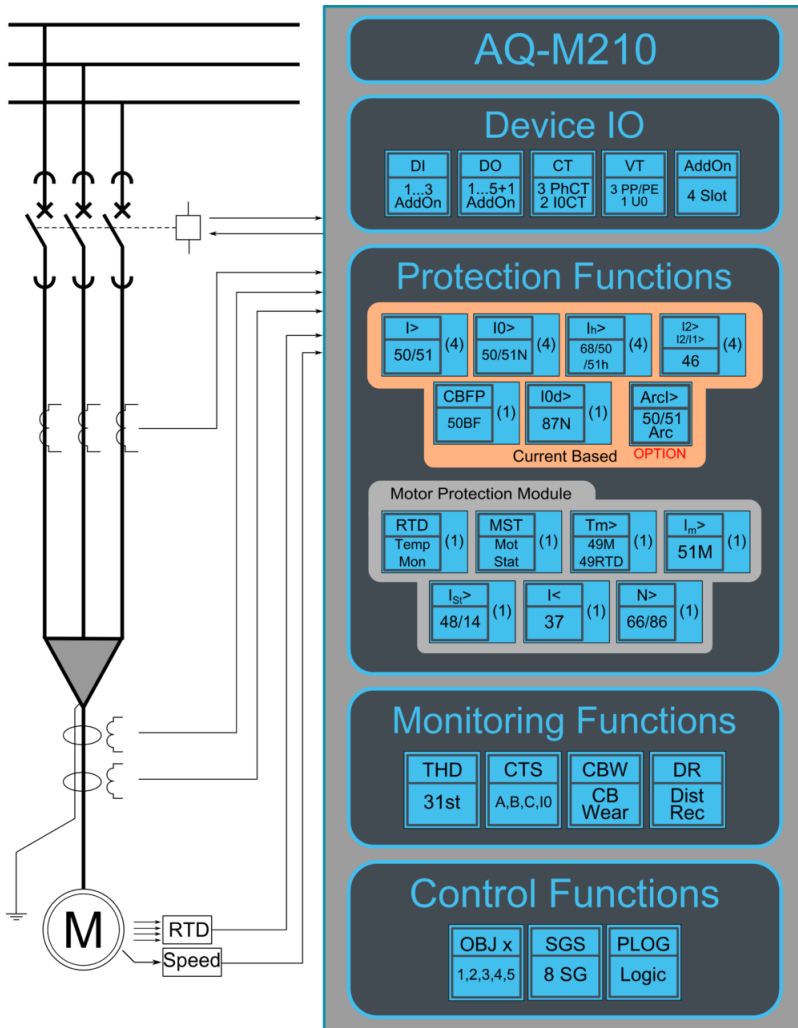 AQ-M210
Device IO
DI
1...3
AddOn
DO
1...5+1
AddOn
CT
3 PhCT
2 I0CT
VT
3 PP/PE
1 U0
AddOn
4 Slot
Protection Functions
I>
50/51
(4)
I0>
50/51N
(4)
Ih>
68/50
/51h
(4)
I2>
I2/I1>
46
(4)
CBFP
50BF
(1)
I0d>
87N
(1)
ArcI>
50/51
Arc
Current Based
OPTION
Motor Protection Module
RTD
Temp
Mon
(1)
MST
Mot
Stat
(1)
Tm>
49M
49RTD
(1)
Im>
51M
(1)
ISt>
48/14
(1)
I<
37
(1)
N>
66/86
(1)
Monitoring Functions
THD
31st
CTS
A,B,C,I0
CBW
CB
Wear
DR
Dist
Rec
Control Functions
OBJ x
1,2,3,4,5
SGS
8 SG
PLOG
Logic
M
RTD
Speed